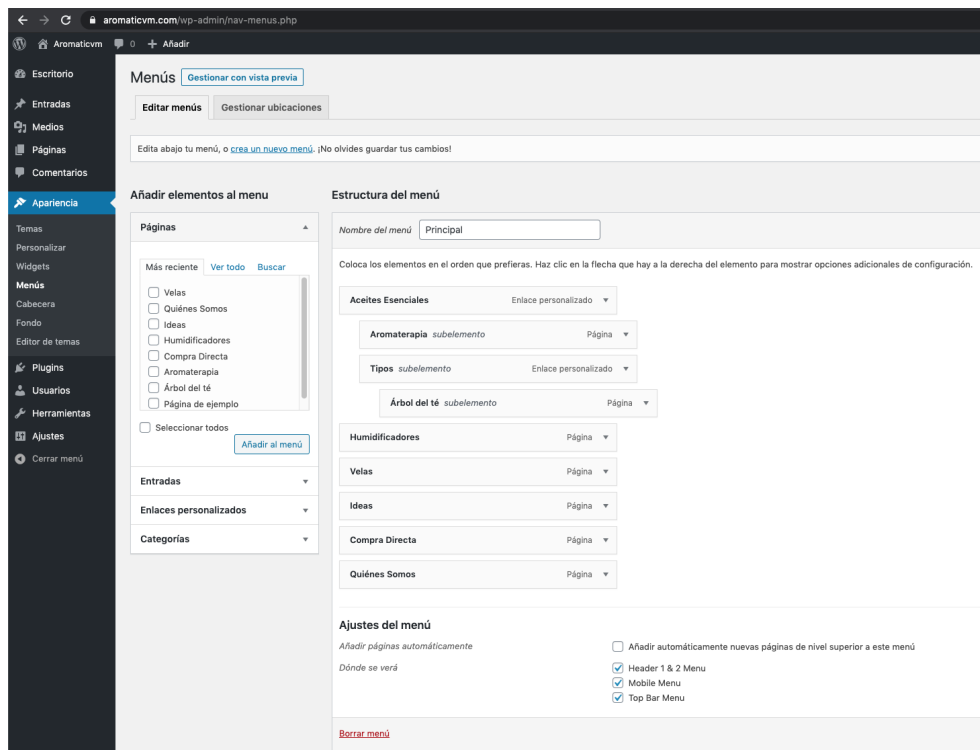 aromaticvm.com/wp-admin/nav-menus.php
Aromaticvm 0 + Añadir
Escritorio
Entradas
Medios
Páginas
Comentarios
Apariencia
Temas
Personalizar
Widgets
Menús
Cabecera
Fondo
Editor de temas
Plugins
Usuarios
Herramientas
Ajustes
Cerrar menú
Menús Gestionar con vista previa
Editar menús Gestionar ubicaciones
Edita abajo tu menú, o crea un nuevo menú. ¡No olvides guardar tus cambios!
Añadir elementos al menu
Páginas
Más reciente Ver todo Buscar
Velas
Quiénes Somos
Ideas
Humidificadores
Compra Directa
Aromaterapia
Árbol del té
Página de ejemplo
Seleccionar todos
Añadir al menú
Entradas
Enlaces personalizados
Categorías
Estructura del menú
Nombre del menú Principal
Coloca los elementos en el orden que prefieras. Haz clic en la flecha que hay a la derecha del elemento para mostrar opciones adicionales de configuración.
Aceites Esenciales Enlace personalizado
Aromaterapia subelemento Página
Tipos subelemento Enlace personalizado
Árbol del té subelemento Página
Humidificadores Página
Velas Página
Ideas Página
Compra Directa Página
Quiénes Somos Página
Ajustes del menú
Añadir páginas automáticamente Añadir automáticamente nuevas páginas de nivel superior a este menú
Dónde se verá Header 1 & 2 Menu
Mobile Menu
Top Bar Menu
Borrar menú